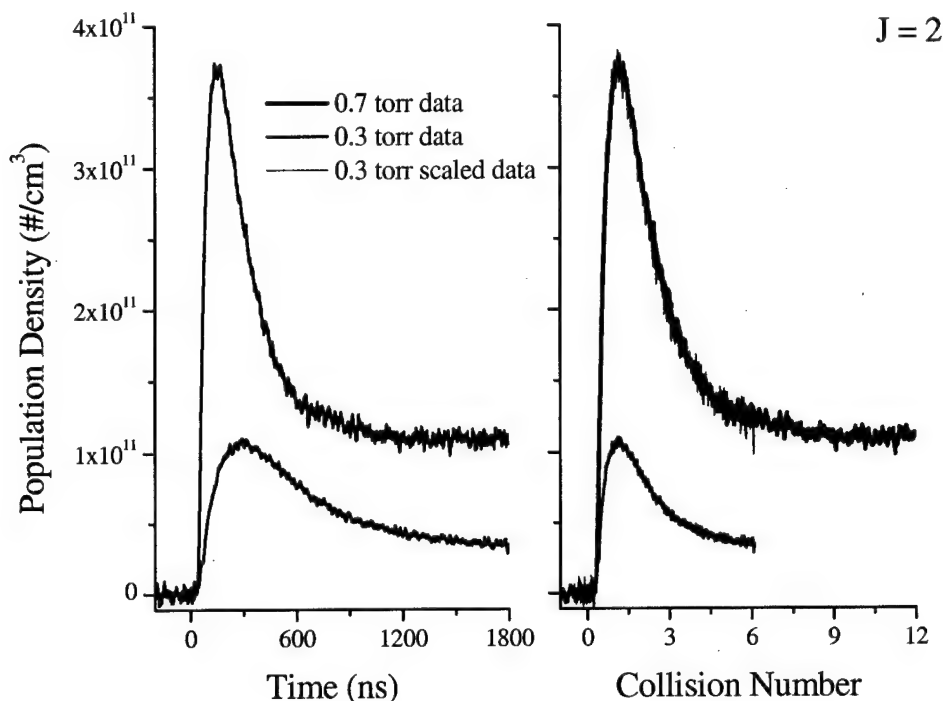 J = 2
4x10¹¹
3x10¹¹
2x10¹¹
1x10¹¹
0
Population Density (#/cm³)
0.7 torr data
0.3 torr data
0.3 torr scaled data
0 600 1200 1800
Time (ns)
0 3 6 9 12
Collision Number